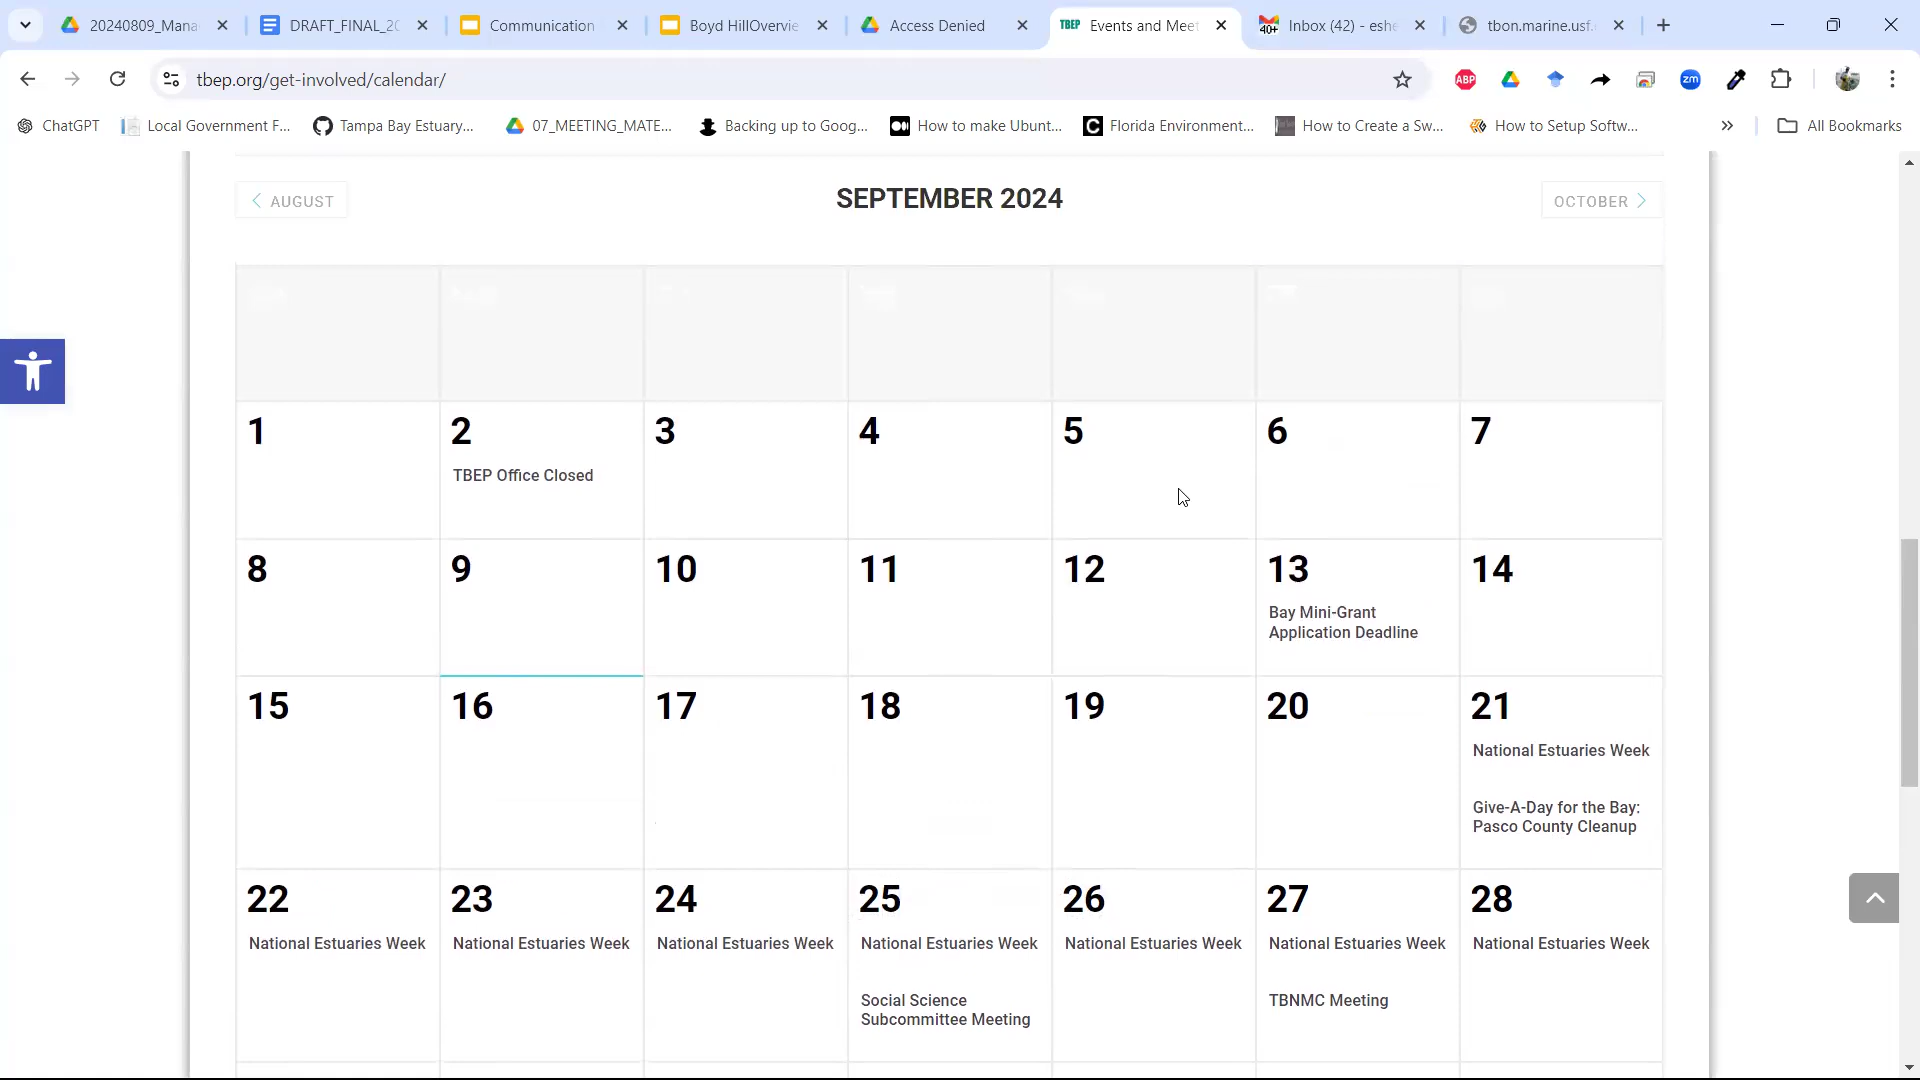 20240809_Mana
DRAFT_FINAL_20
Communication
Boyd HillOvervie
Access Denied
TBEP Events and Meet
40+ Inbox (42) - eshe
tbon.marine.usf.
tbep.org/get-involved/calendar/
ABP
zm
ChatGPT
Local Government F...
Tampa Bay Estuary...
07_MEETING_MATE...
Backing up to Goog...
How to make Ubunt...
Florida Environment...
How to Create a Sw...
How to Setup Softw...
All Bookmarks
AUGUST
SEPTEMBER 2024
OCTOBER
1
2
TBEP Office Closed
3
4
5
6
7
8
9
10
11
12
13
Bay Mini-Grant
Application Deadline
14
15
16
17
18
19
20
21
National Estuaries Week
Give-A-Day for the Bay:
Pasco County Cleanup
22
National Estuaries Week
23
National Estuaries Week
24
National Estuaries Week
25
National Estuaries Week
Social Science
Subcommittee Meeting
26
National Estuaries Week
27
National Estuaries Week
TBNMC Meeting
28
National Estuaries Week